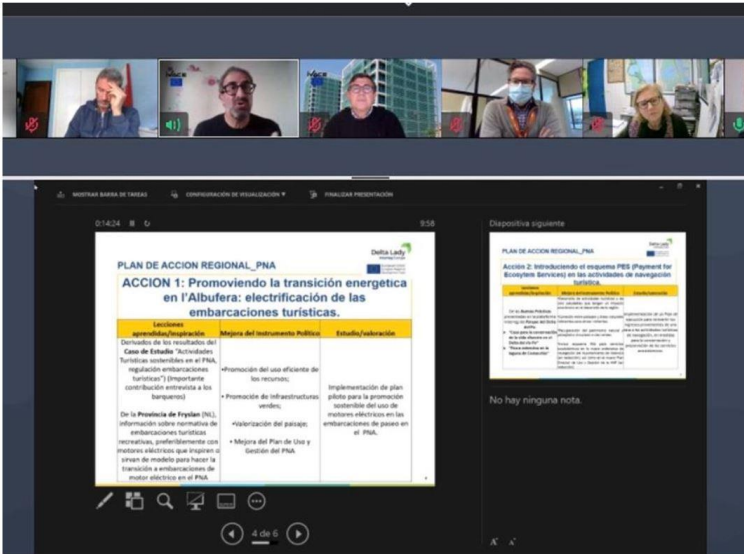 MOSTRAR BARRA DE TAREAS
CONFIGURACIÓN DE VISUALIZACIÓN
FINALIZAR PRESENTACIÓN
0:14:24
9:58
Delta Lady
PLAN DE ACCION REGIONAL_PNA
ACCION 1: Promoviendo la transición energética
en l'Albufera: electrificación de las
embarcaciones turísticas.
Lecciones
aprendidas/inspiración
Mejora del Instrumento Político
Estudio/valoración
Derivados de los resultados del
Caso de Estudio "Actividades
Turísticas sostenibles en el PNA,
regulación embarcaciones
turísticas") (Importante
contribución entrevista a los
barqueros)
De la Provincia de Fryslan (NL),
información sobre normativa de
embarcaciones turísticas
recreativas, preferiblemente con
motores eléctricos que inspiren o
sirvan de modelo para hacer la
transición a embarcaciones de
motor eléctrico en el PNA
•Promoción del uso eficiente de
los recursos;
• Promoción de Infraestructuras
verdes;
•Valorización del paisaje;
• Mejora del Plan de Uso y
Gestión del PNA
Implementación de plan
piloto para la promoción
sostenible del uso de
motores eléctricos en las
embarcaciones de paseo en
el PNA.
4 de 6
Diapositiva siguiente
Delta Lady
PLAN DE ACCION REGIONAL_PNA
Acción 2: Introduciendo el esquema PES (Payment for
Ecosytem Services) en las actividades de navegación
turística.
No hay ninguna nota.